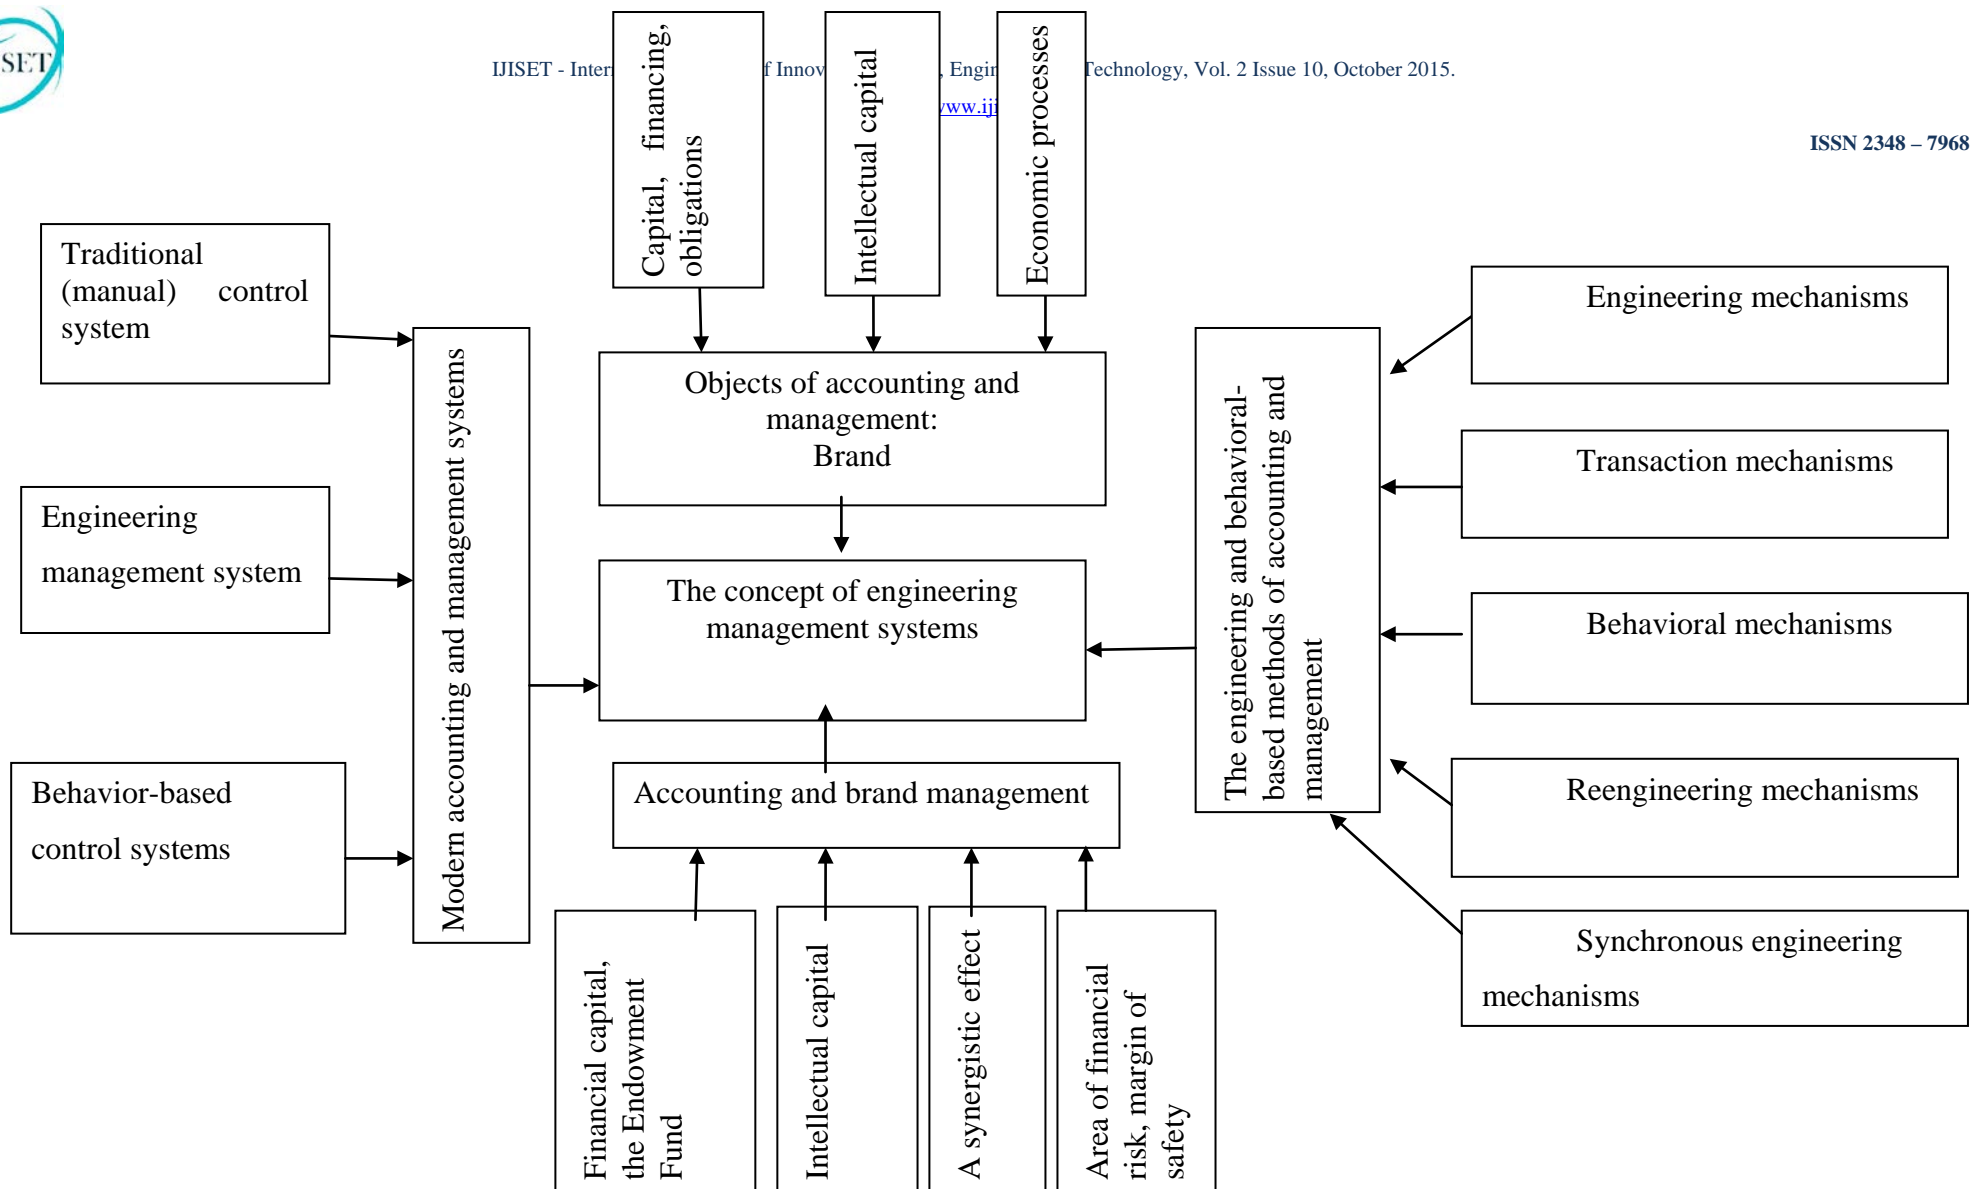 SET
IJISET - Inter
f Innov
, Engin
Technology, Vol. 2 Issue 10, October 2015.
www.iji
ISSN 2348 – 7968
Capital, financing,
obligations
Intellectual capital
Economic processes
Traditional
(manual) control
system
Engineering
management system
Behavior-based
control systems
Modern accounting and management systems
Objects of accounting and
management:
Brand
The concept of engineering
management systems
Accounting and brand management
Financial capital,
the Endowment
Fund
Intellectual capital
A synergistic effect
Area of financial
risk, margin of
safety
The engineering and behavioral-
based methods of accounting and
management
Engineering mechanisms
Transaction mechanisms
Behavioral mechanisms
Reengineering mechanisms
Synchronous engineering
mechanisms